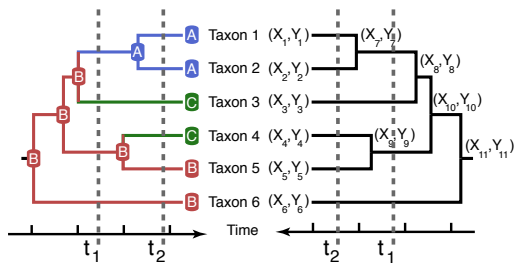 A Taxon 1 (X₁,Y₁) (X₇,Y₇)
A A Taxon 2 (X₂,Y₂) (X₈,Y₈)
B C Taxon 3 (X₃,Y₃) (X₁₀,Y₁₀)
B C Taxon 4 (X₄,Y₄) (X₉,Y₉)
B B B Taxon 5 (X₅,Y₅) (X₁₁,Y₁₁)
Taxon 6 (X₆,Y₆)
Time
t₁ t₂ t₂ t₁